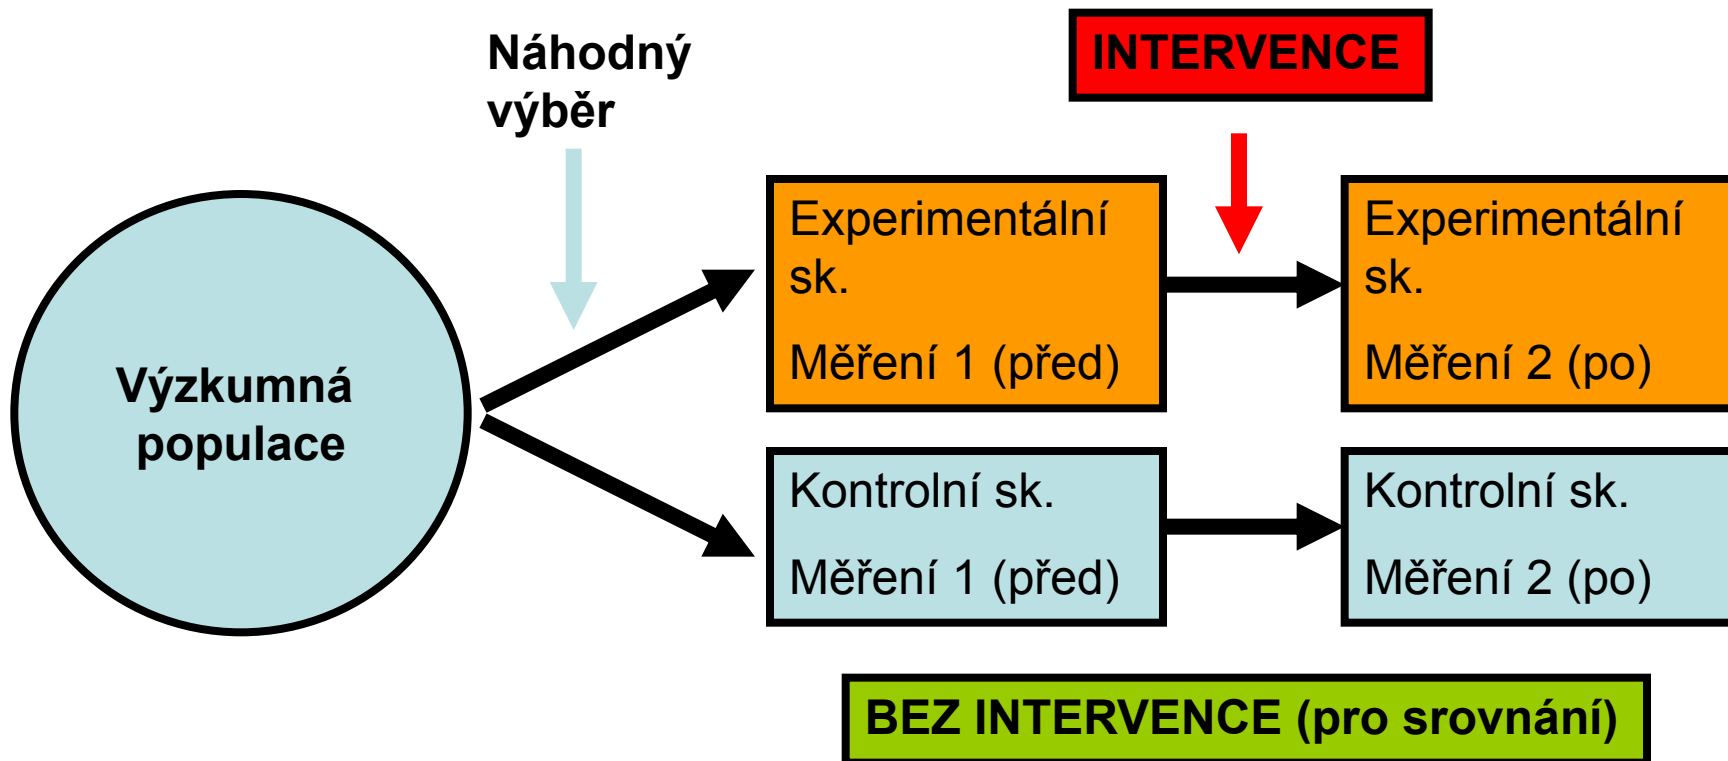 Náhodný
výběr
INTERVENCE
Výzkumná
populace
Experimentální
sk.
Měření 1 (před)
Experimentální
sk.
Měření 2 (po)
Kontrolní sk.
Měření 1 (před)
Kontrolní sk.
Měření 2 (po)
BEZ INTERVENCE (pro srovnání)